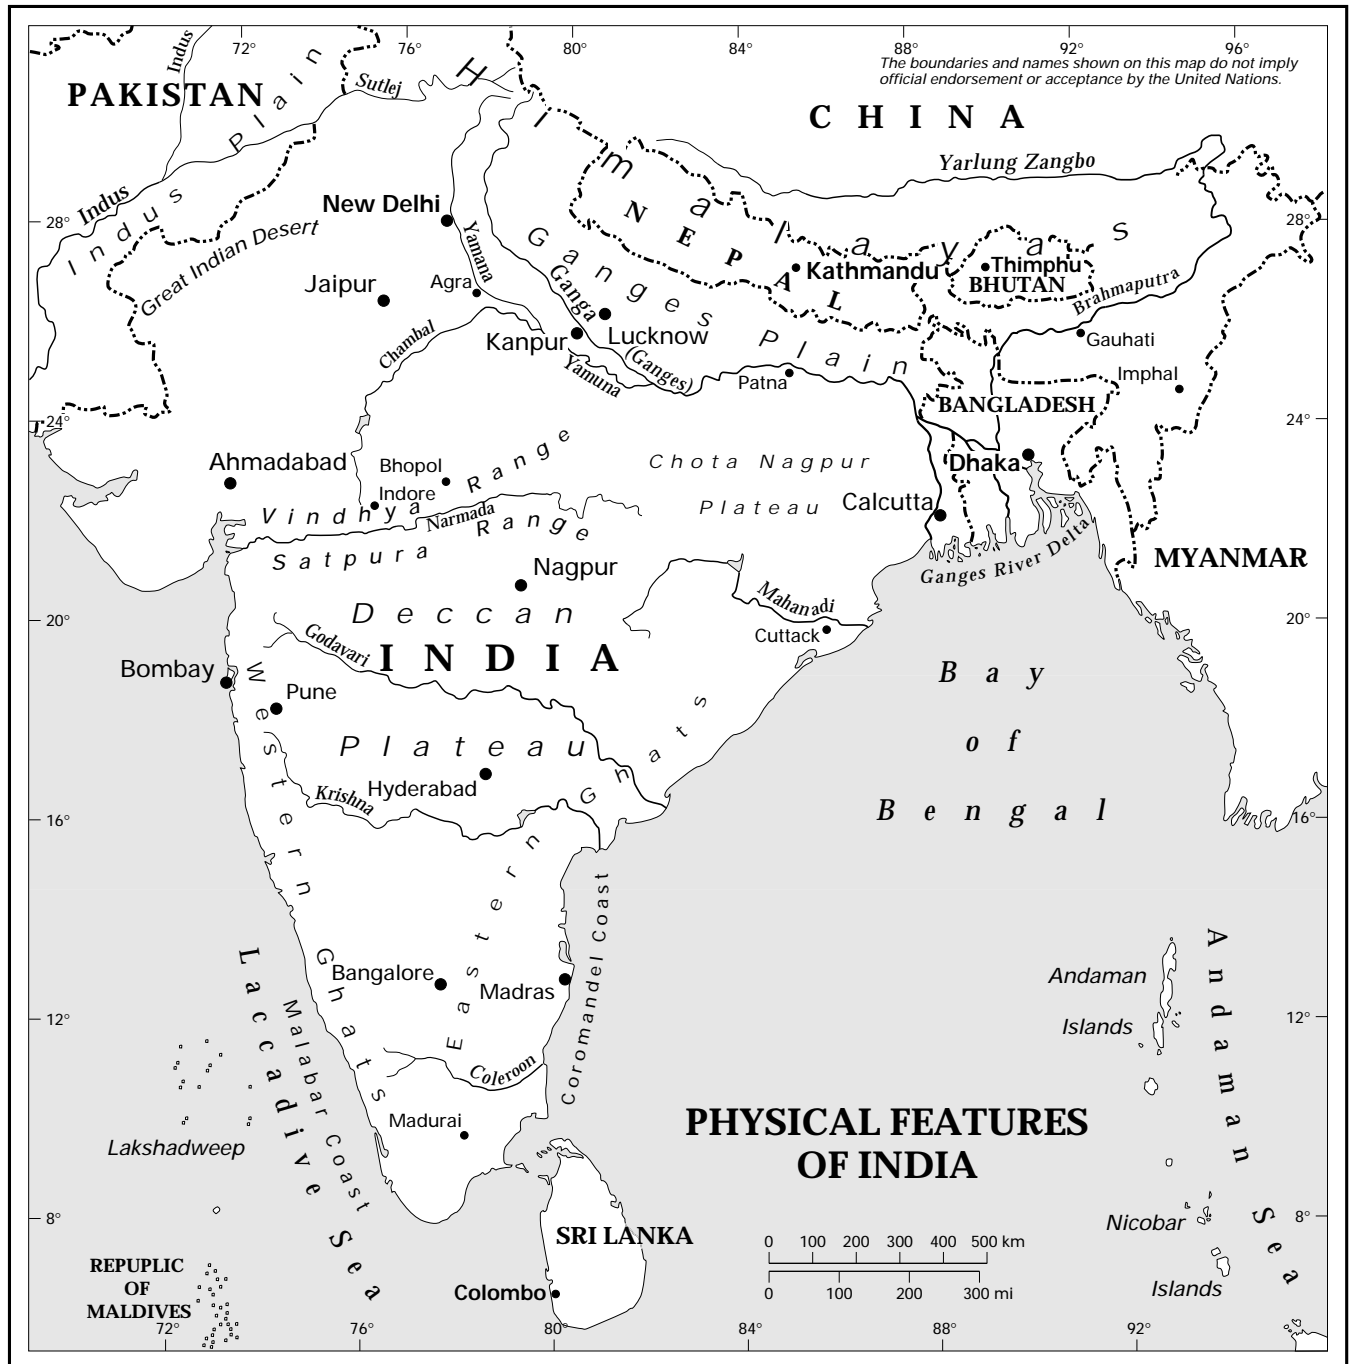 72° 76° 80° 84° 88° 92° 96°
The boundaries and names shown on this map do not imply
official endorsement or acceptance by the United Nations.
PAKISTAN
Indus
Sutlej
CHINA
Himalayas
Yarlung Zangbo
Indus
Indus Plain
Great Indian Desert
28°
28°
New Delhi
Yamana
NEPAL
Kathmandu
Thimphu
BHUTAN
Brahmaputra
Ganges Plain
Ganga
(Ganges)
Jaipur
Agra
Lucknow
Kanpur
Yamuna
Chambal
Patna
Gauhati
Imphal
24°
24°
BANGLADESH
Dhaka
Ahmadabad
Bhopol
Indore
Vindhya Range
Narmada
Satpura Range
Chota Nagpur
Plateau
Calcutta
Ganges River Delta
MYANMAR
Nagpur
Deccan
Plateau
Mahanadi
Cuttack
20°
20°
Godavari
INDIA
Bombay
Pune
Western Ghats
Eastern Ghats
Hyderabad
Krishna
Bay
of
Bengal
16°
16°
Coromandel Coast
Bangalore
Madras
Laccadive Sea
Malabar Coast
Andaman
Islands
Andaman Sea
12°
12°
Coleroon
Madurai
Lakshadweep
PHYSICAL FEATURES
OF INDIA
8°
8°
SRI LANKA
Colombo
Nicobar
Islands
0 100 200 300 400 500 km
0 100 200 300 mi
REPUPLIC
OF
MALDIVES
72° 76° 80° 84° 88° 92°